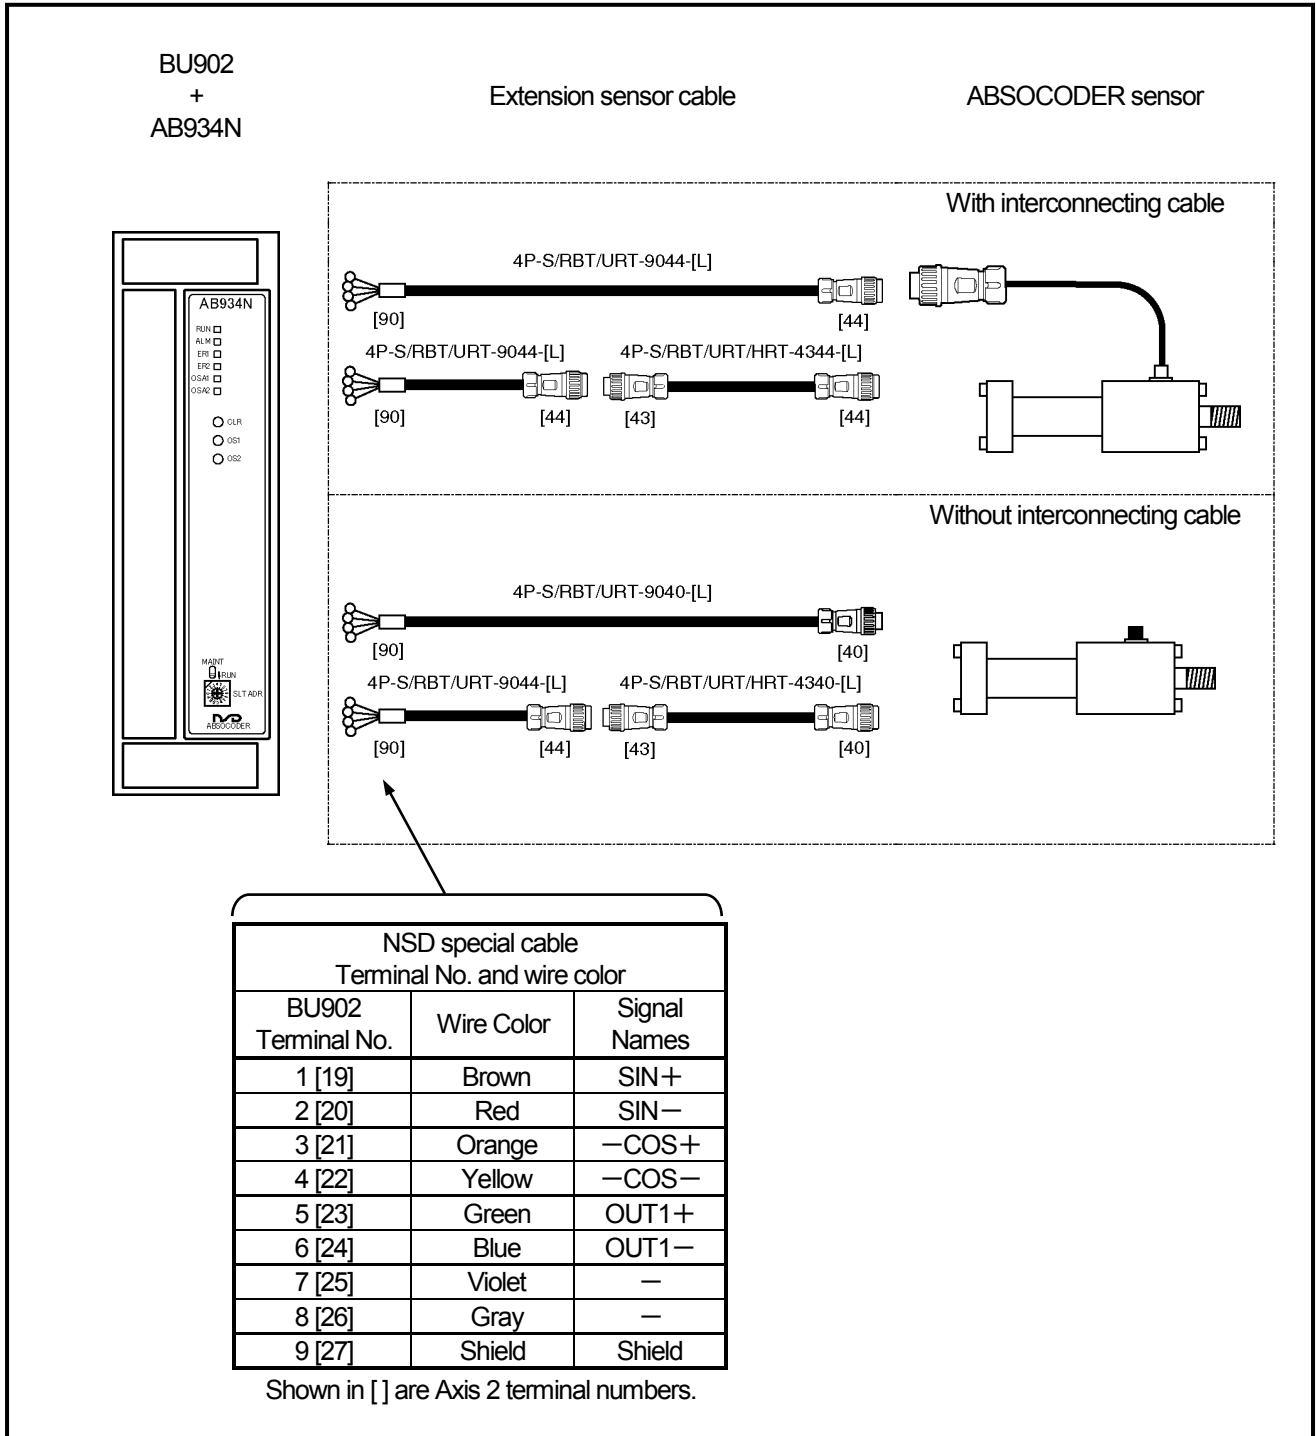 BU902
+
AB934N
Extension sensor cable
ABSOCODER sensor
With interconnecting cable
4P-S/RBT/URT-9044-[L]
[90]
[44]
4P-S/RBT/URT-9044-[L]
4P-S/RBT/URT/HRT-4344-[L]
[90]
[44]
[43]
[44]
AB934N
RUN
ALM
ER1
ER2
OSA1
OSA2
CLR
OS1
OS2
MAINT
RUN
SLT ADR
NSD
ABSOCODER
Without interconnecting cable
4P-S/RBT/URT-9040-[L]
[90]
[40]
4P-S/RBT/URT-9044-[L]
4P-S/RBT/URT/HRT-4340-[L]
[90]
[44]
[43]
[40]
NSD special cable
Terminal No. and wire color
BU902 Terminal No. Wire Color Signal Names
1 [19] Brown SIN＋
2 [20] Red SIN－
3 [21] Orange －COS＋
4 [22] Yellow －COS－
5 [23] Green OUT1＋
6 [24] Blue OUT1－
7 [25] Violet －
8 [26] Gray －
9 [27] Shield Shield
Shown in [ ] are Axis 2 terminal numbers.